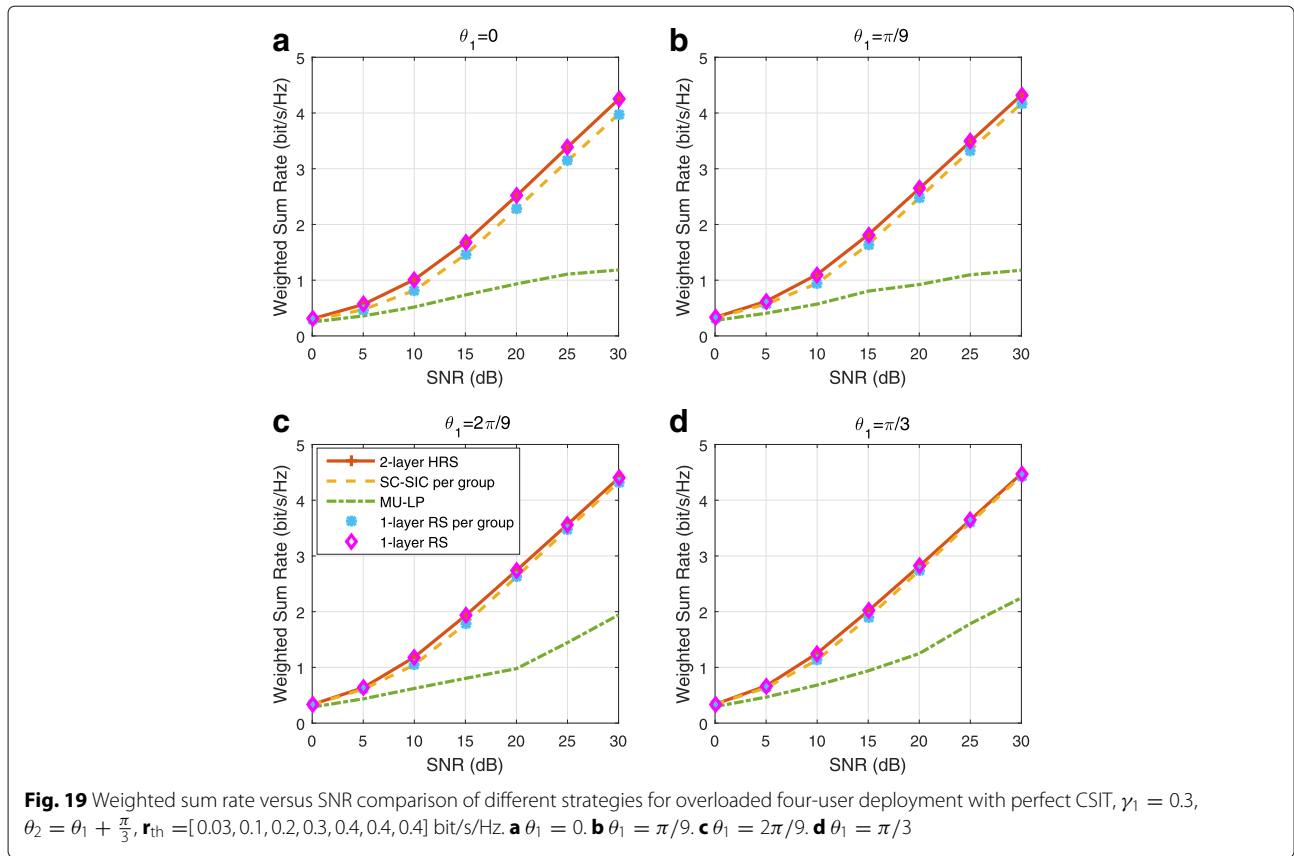 a
θ1=0
Weighted Sum Rate (bit/s/Hz)
5
4
3
2
1
0
0 5 10 15 20 25 30
SNR (dB)
b
θ1=π/9
Weighted Sum Rate (bit/s/Hz)
5
4
3
2
1
0
0 5 10 15 20 25 30
SNR (dB)
c
θ1=2π/9
Weighted Sum Rate (bit/s/Hz)
5
4
3
2
1
0
2-layer HRS
SC-SIC per group
MU-LP
1-layer RS per group
1-layer RS
0 5 10 15 20 25 30
SNR (dB)
d
θ1=π/3
Weighted Sum Rate (bit/s/Hz)
5
4
3
2
1
0
0 5 10 15 20 25 30
SNR (dB)
Fig. 19 Weighted sum rate versus SNR comparison of different strategies for overloaded four-user deployment with perfect CSIT, γ1 = 0.3,
θ2 = θ1 + π/3, rth =[ 0.03, 0.1, 0.2, 0.3, 0.4, 0.4, 0.4] bit/s/Hz. a θ1 = 0. b θ1 = π/9. c θ1 = 2π/9. d θ1 = π/3